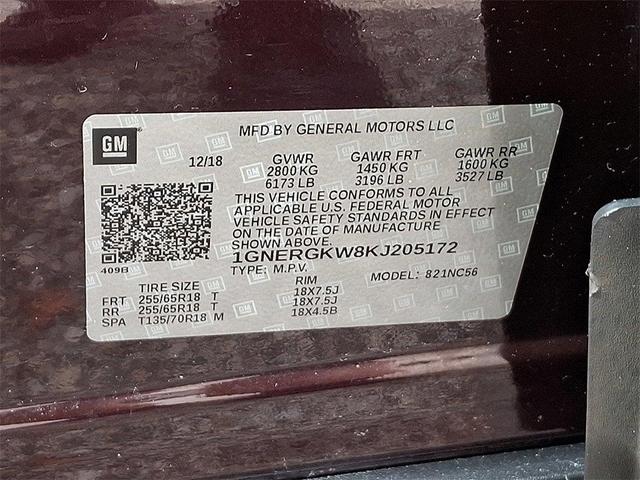 GM
MFD BY GENERAL MOTORS LLC
12/18 GVWR GAWR FRT GAWR RR
2800 KG 1450 KG 1600 KG
6173 LB 3196 LB 3527 LB
THIS VEHICLE CONFORMS TO ALL
APPLICABLE U.S. FEDERAL MOTOR
VEHICLE SAFETY STANDARDS IN EFFECT
ON THE DATE OF MANUFACTURE
SHOWN ABOVE.
1GNERGKW8KJ205172
409B
TYPE: M.P.V. MODEL: 821NC56
TIRE SIZE RIM
FRT 255/65R18 T 18X7.5J
RR 255/65R18 T 18X7.5J
SPA T135/70R18 M 18X4.5B